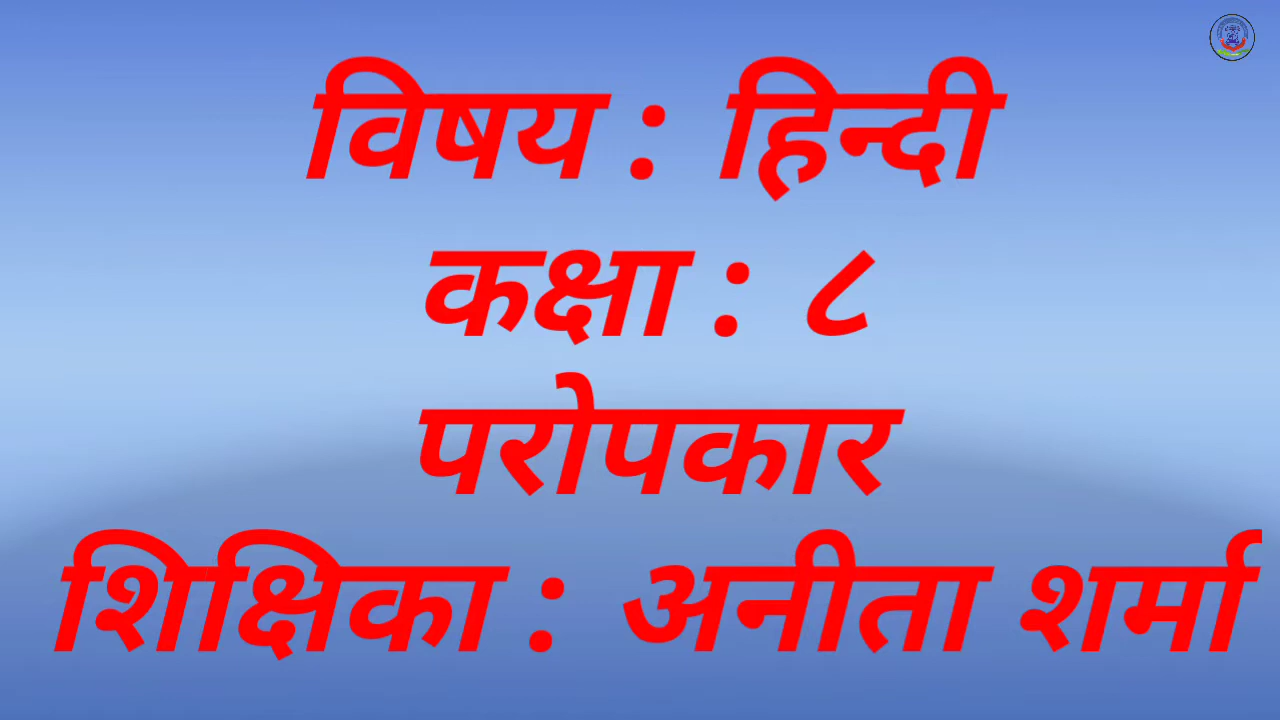 विषय : हिन्दी
कक्षा : ८
परोपकार
शिक्षिका : अनीता शर्मा